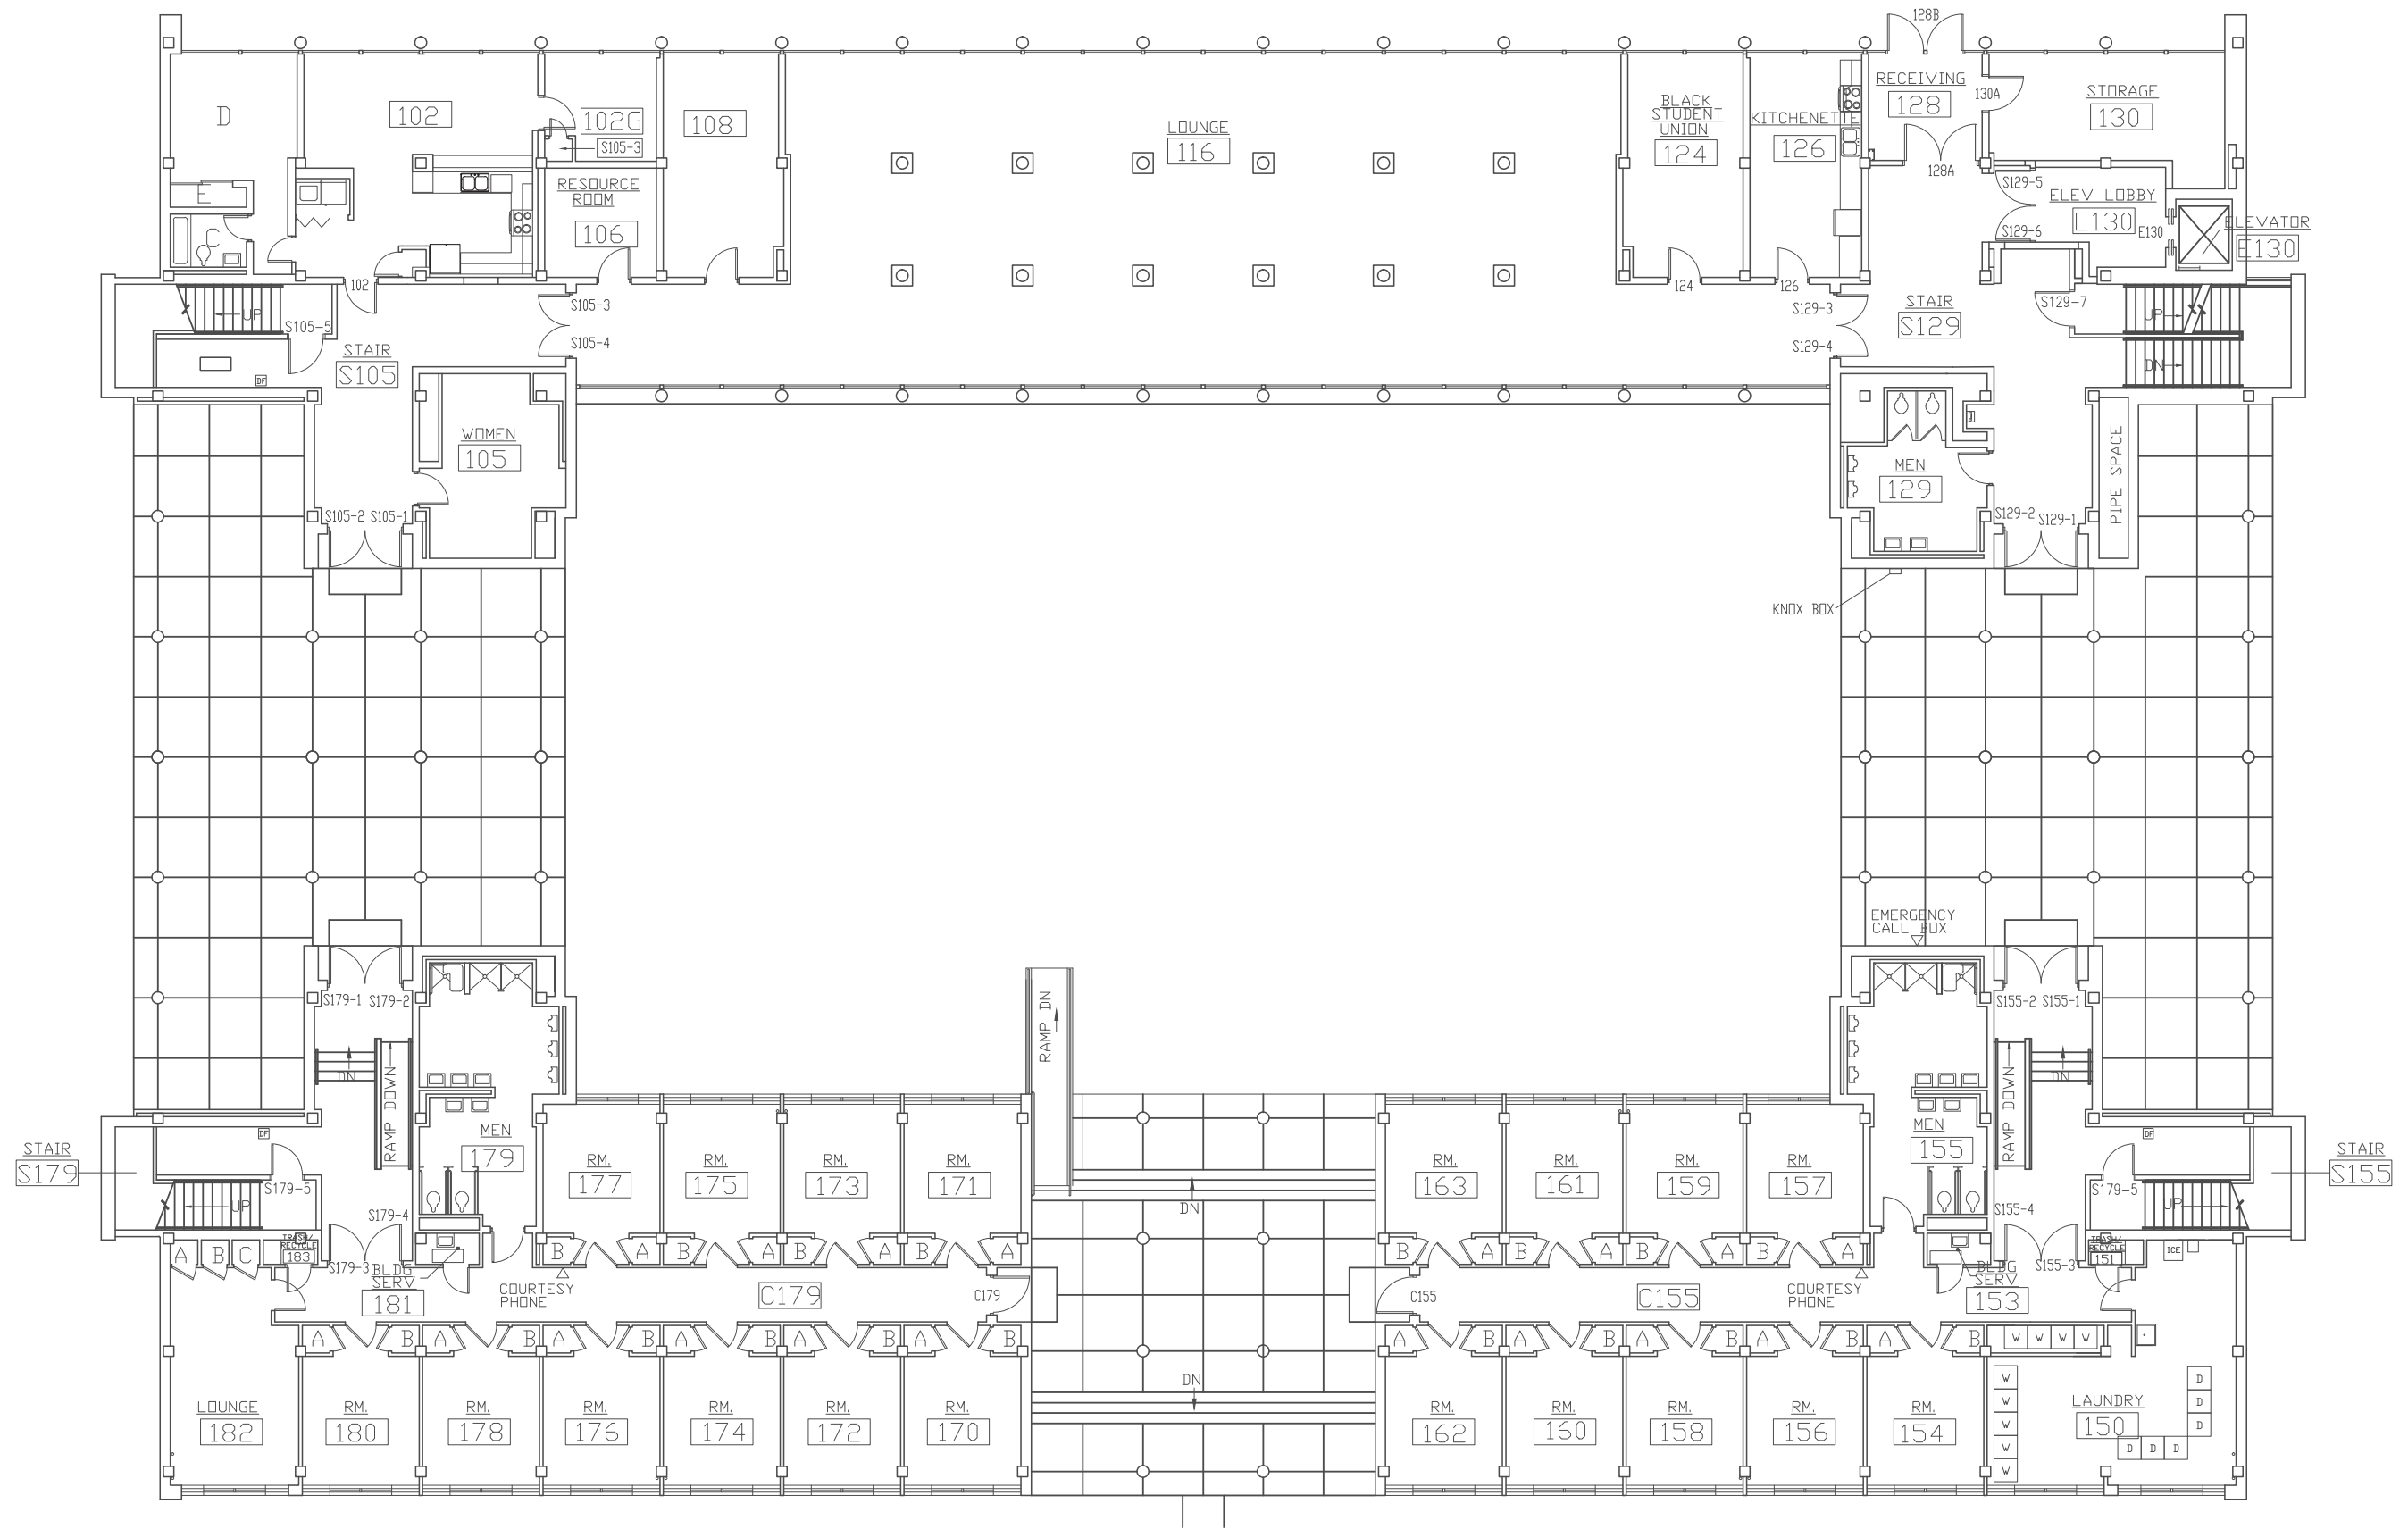 128B
D
102
102G
S105-3
108
LOUNGE
116
BLACK
STUDENT
UNION
124
KITCHENETTE
126
RECEIVING
128
130A
STORAGE
130
128A
E
C
RESOURCE
ROOM
106
S129-5
ELEV LOBBY
L130
S129-6
E130
ELEVATOR
E130
102
124
126
UP
S105-5
S105-3
S105-4
STAIR
S105
DF
S129-3
S129-4
STAIR
S129
S129-7
UP
DN
WOMEN
105
MEN
129
PIPE SPACE
S105-2
S105-1
S129-2
S129-1
KNOX BOX
EMERGENCY
CALL BOX
S179-1
S179-2
S155-2
S155-1
DN
RAMP DOWN
RAMP DN
RAMP DOWN
DN
STAIR
S179
DF
MEN
179
RM.
177
RM.
175
RM.
173
RM.
171
DN
RM.
163
RM.
161
RM.
159
RM.
157
MEN
155
DF
STAIR
S155
S179-5
UP
S179-4
S155-4
S179-5
UP
A
B
C
TRASH/
RECYCLE
183
S179-3
BLDG
SERV
181
B
A
B
A
B
A
B
A
COURTESY
PHONE
C179
C179
B
A
B
A
B
A
B
A
C155
C155
COURTESY
PHONE
BLDG
SERV
153
S155-3
TRASH/
RECYCLE
151
ICE
A
B
A
B
A
B
A
B
A
B
A
B
A
B
A
B
A
B
A
B
A
B
W
W
W
W
DN
LOUNGE
182
RM.
180
RM.
178
RM.
176
RM.
174
RM.
172
RM.
170
RM.
162
RM.
160
RM.
158
RM.
156
RM.
154
W
W
W
W
W
LAUNDRY
150
D
D
D
D
D
D